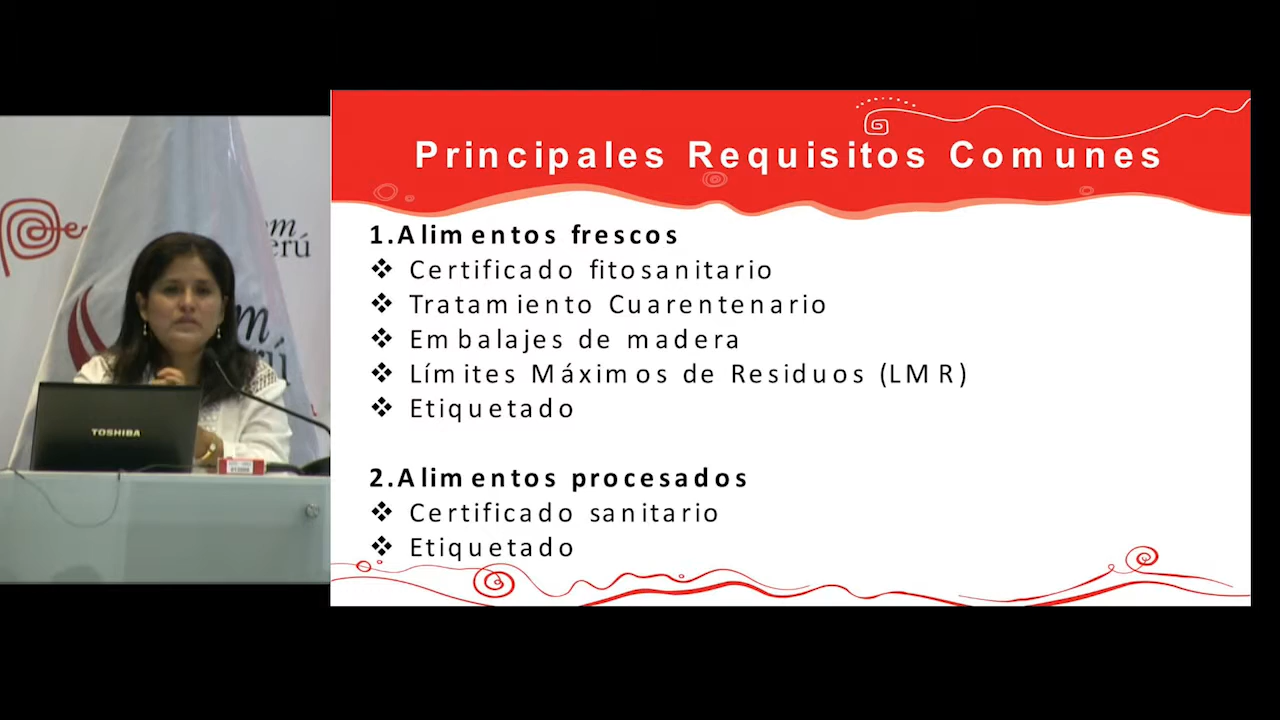 Principales Requisitos Comunes
1.Alimentos frescos
❖ Certificado fitosanitario
❖ Tratamiento Cuarentenario
❖ Embalajes de madera
❖ Límites Máximos de Residuos (LMR)
❖ Etiquetado
2.Alimentos procesados
❖ Certificado sanitario
❖ Etiquetado
TOSHIBA